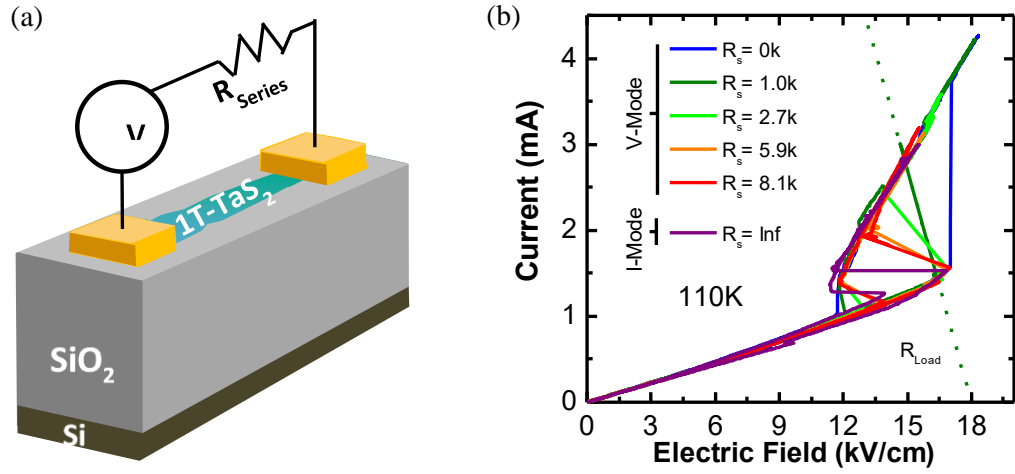 (a)
V
R Series
1T-TaS2
SiO2
Si
(b)
Current (mA)
4
3
2
1
0
0 3 6 9 12 15 18
Electric Field (kV/cm)
V-Mode
Rs= 0k
Rs= 1.0k
Rs= 2.7k
Rs= 5.9k
Rs= 8.1k
I-Mode
Rs= Inf
110K
RLoad